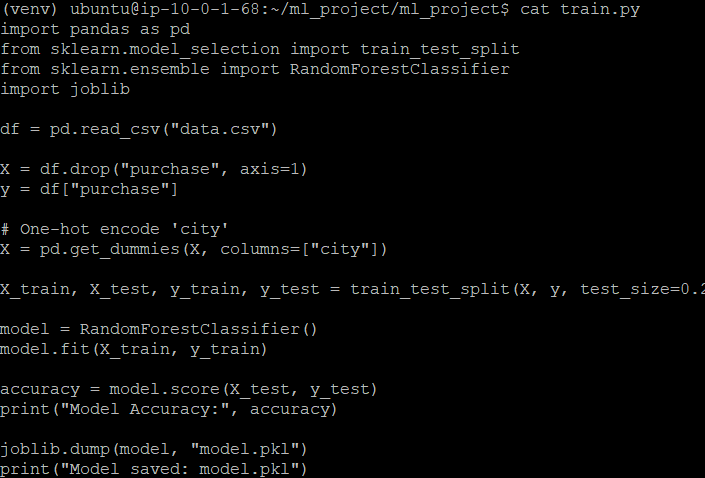 (venv) ubuntu@ip-10-0-1-68:~/ml_project/ml_project$ cat train.py
import pandas as pd
from sklearn.model_selection import train_test_split
from sklearn.ensemble import RandomForestClassifier
import joblib

df = pd.read_csv("data.csv")

X = df.drop("purchase", axis=1)
y = df["purchase"]

# One-hot encode 'city'
X = pd.get_dummies(X, columns=["city"])

X_train, X_test, y_train, y_test = train_test_split(X, y, test_size=0.2

model = RandomForestClassifier()
model.fit(X_train, y_train)

accuracy = model.score(X_test, y_test)
print("Model Accuracy:", accuracy)

joblib.dump(model, "model.pkl")
print("Model saved: model.pkl")